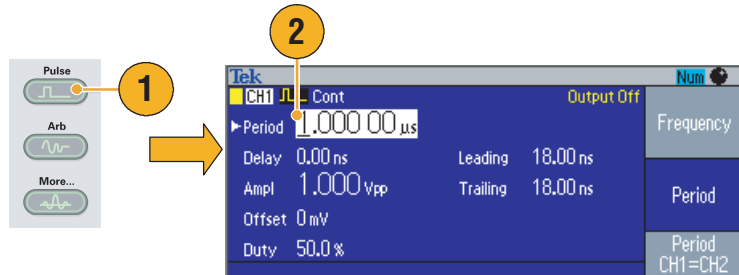 Pulse
1
Arb
More...
2
Tek
Num
CH1 Cont
Output Off
Period 1.000 00 µs
Delay 0.00 ns
Leading 18.00 ns
Ampl 1.000 Vpp
Trailing 18.00 ns
Offset 0 mV
Duty 50.0 %
Frequency
Period
Period
CH1=CH2